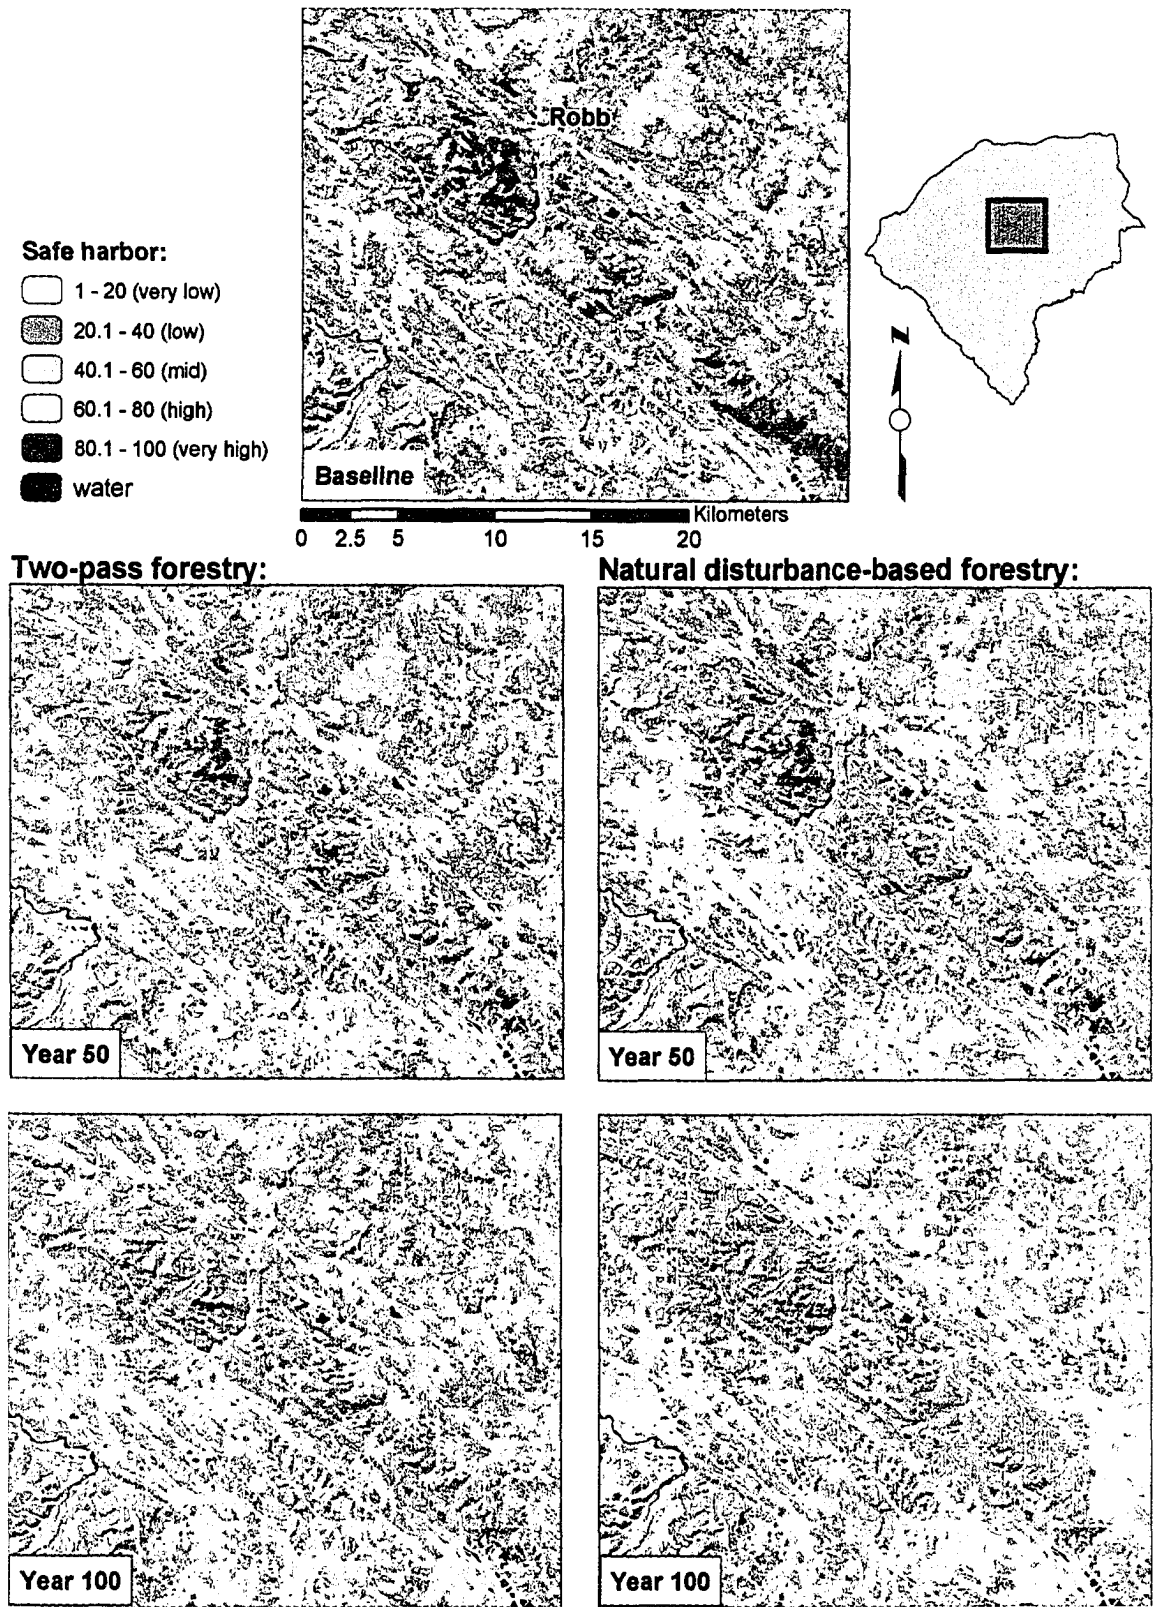 Robb
Safe harbor:
1 - 20 (very low)
20.1 - 40 (low)
40.1 - 60 (mid)
60.1 - 80 (high)
80.1 - 100 (very high)
water
N
Baseline
Kilometers
0 2.5 5 10 15 20
Two-pass forestry:
Natural disturbance-based forestry:
Year 50
Year 50
Year 100
Year 100